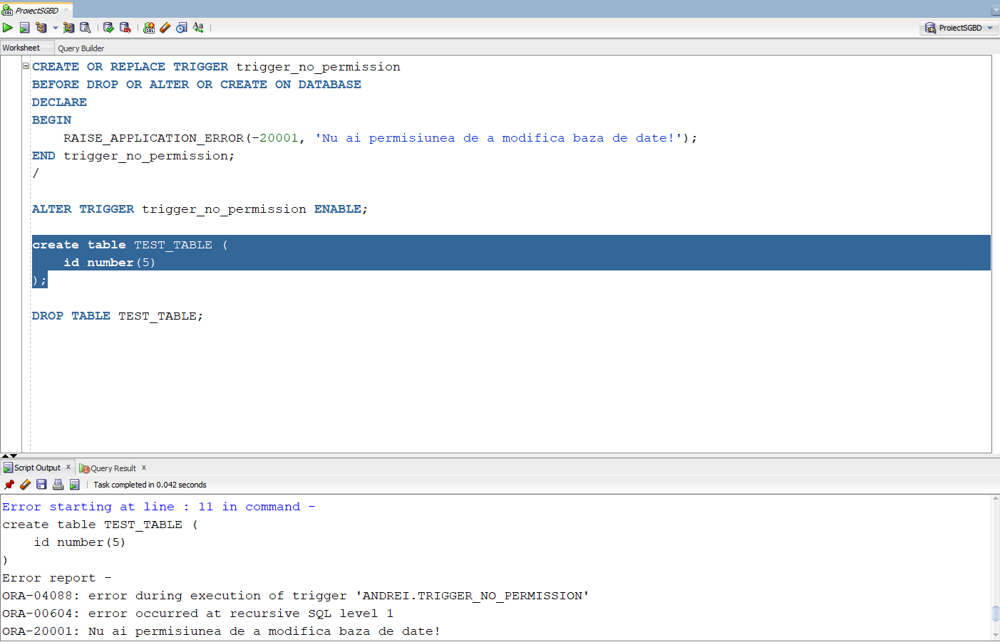 ProiectSGBD
ProiectSGBD
Worksheet Query Builder
CREATE OR REPLACE TRIGGER trigger_no_permission
BEFORE DROP OR ALTER OR CREATE ON DATABASE
DECLARE
BEGIN
    RAISE_APPLICATION_ERROR(-20001, 'Nu ai permisiunea de a modifica baza de date!');
END trigger_no_permission;
/
ALTER TRIGGER trigger_no_permission ENABLE;
create table TEST_TABLE (
    id number(5)
);
DROP TABLE TEST_TABLE;
Script Output x Query Result x
Task completed in 0.042 seconds
Error starting at line : 11 in command -
create table TEST_TABLE (
    id number(5)
)
Error report -
ORA-04088: error during execution of trigger 'ANDREI.TRIGGER_NO_PERMISSION'
ORA-00604: error occurred at recursive SQL level 1
ORA-20001: Nu ai permisiunea de a modifica baza de date!